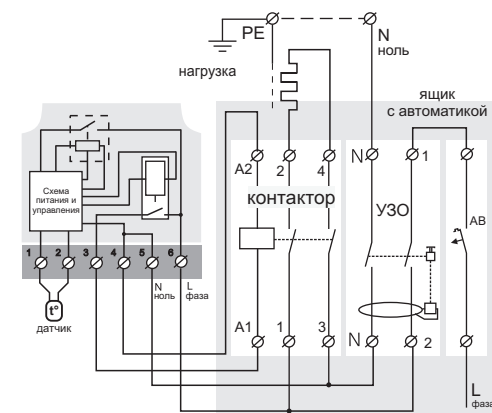 PE
N
ноль
нагрузка
ящик
с автоматикой
A2
2
4
N
1
контактор
УЗО
АВ
Схема
питания и
управления
1
2
3
4
5
6
N
ноль
L
фаза
t°
датчик
A1
1
3
N
2
L
фаза